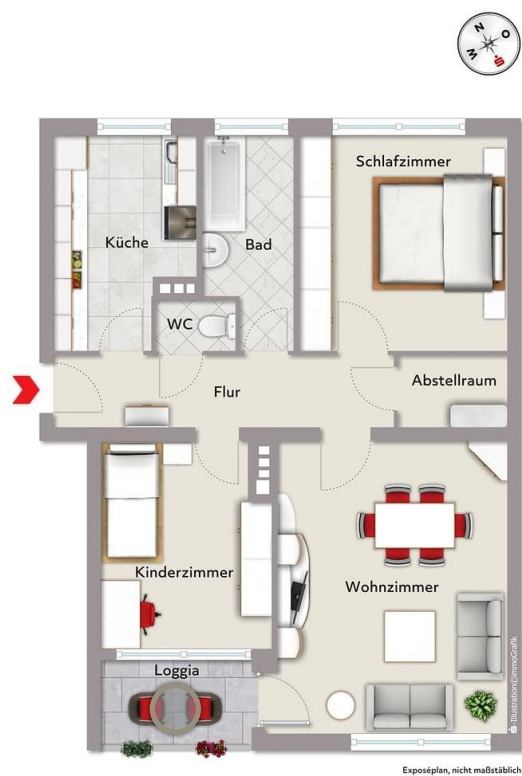 N
O
W
S
Schlafzimmer
Küche
Bad
WC
Abstellraum
Flur
Kinderzimmer
Wohnzimmer
Loggia
Illustration©immoGrafik
Exposéplan, nicht maßstäblich